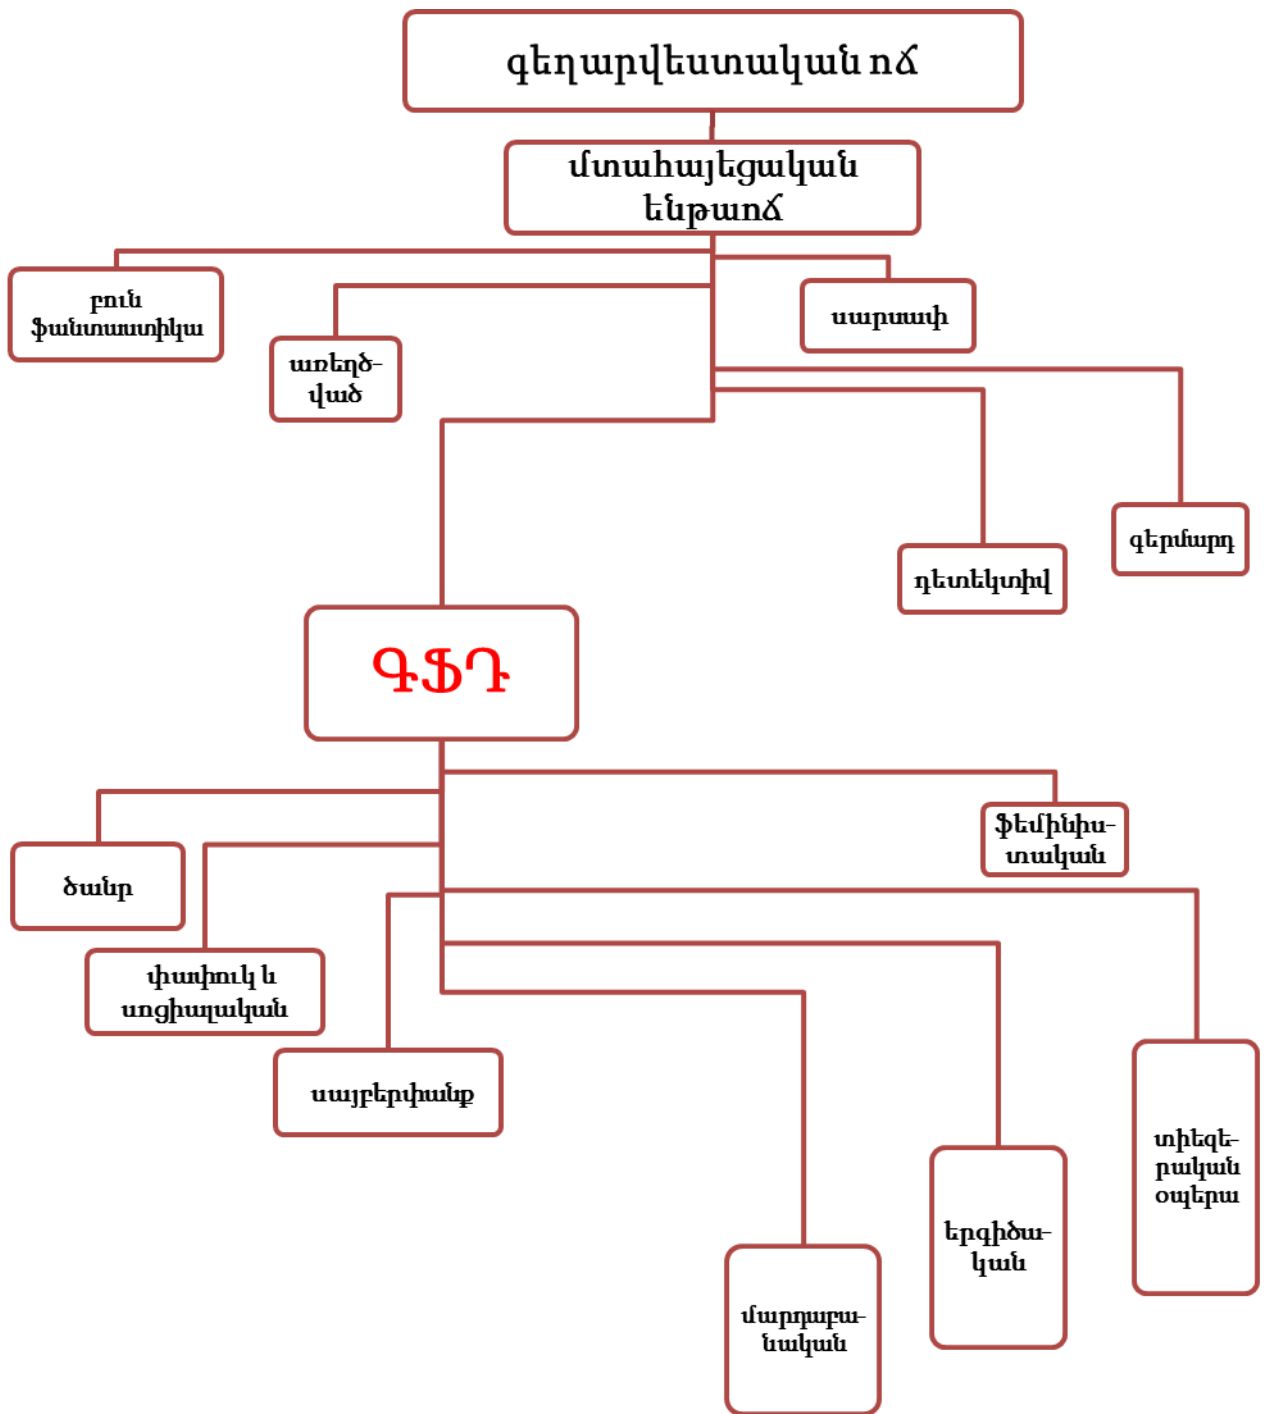 գեղարվեստական ոճ
մտահայեցական
ենթաոճ
բուն
ֆանտաստիկա
առեղծ-
ված
սարսափ
գերմարդ
դետեկտիվ
ԳՖԴ
ֆեմինիս-
տական
ծանր
փափուկ և
սոցիալական
սայբերփանք
տիեզե-
րական
օպերա
երգիծա-
կան
մարդաբա-
նական